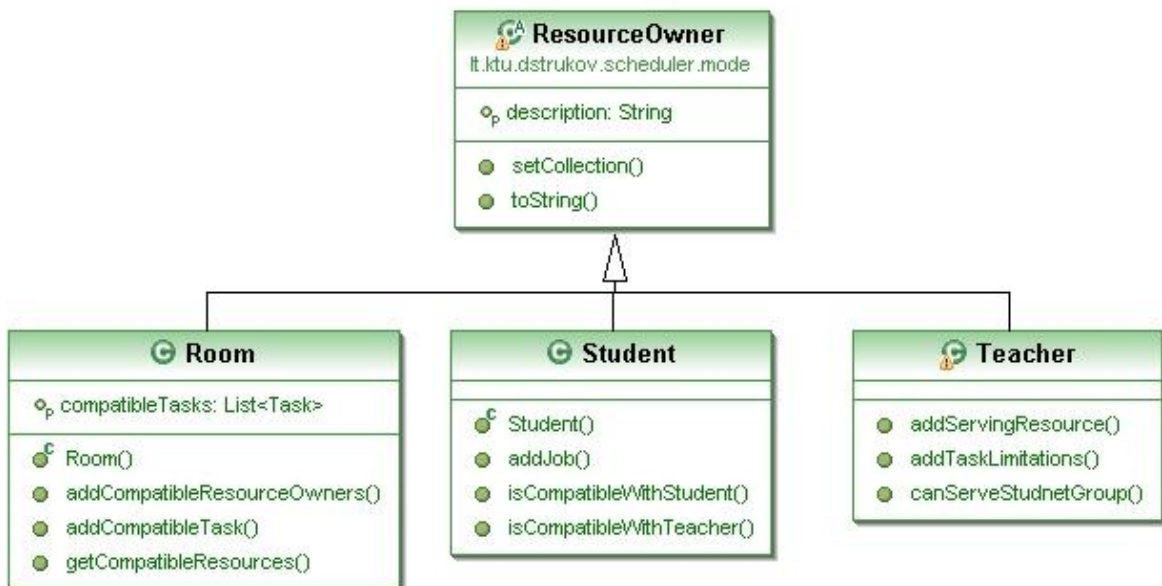 ResourceOwner
lt.ktu.dstrukov.scheduler.mode
description: String
setCollection()
toString()
Room
compatibleTasks: List<Task>
Room()
addCompatibleResourceOwners()
addCompatibleTask()
getCompatibleResources()
Student
Student()
addJob()
isCompatibleWithStudent()
isCompatibleWithTeacher()
Teacher
addServingResource()
addTaskLimitations()
canServeStudnetGroup()